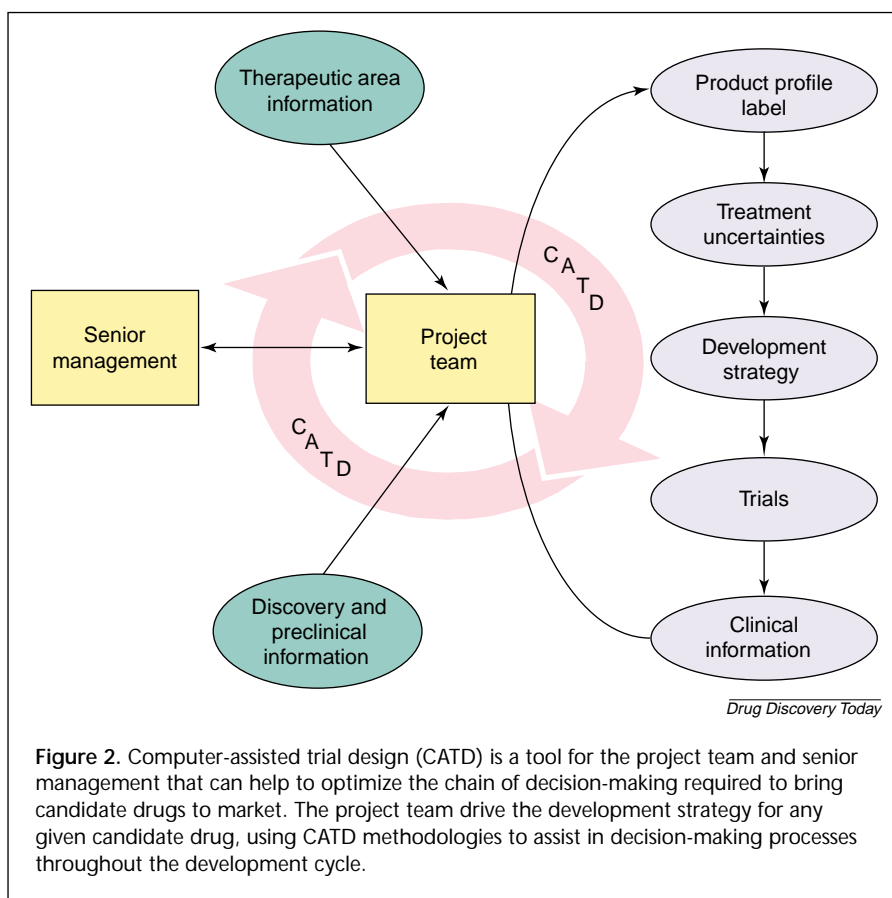 Therapeutic area
information
Product profile
label
Treatment
uncertainties
C
A
T
D
Senior
management
Project
team
Development
strategy
C
A
T
D
Trials
Discovery and
preclinical
information
Clinical
information
Drug Discovery Today
Figure 2. Computer-assisted trial design (CATD) is a tool for the project team and senior
management that can help to optimize the chain of decision-making required to bring
candidate drugs to market. The project team drive the development strategy for any
given candidate drug, using CATD methodologies to assist in decision-making processes
throughout the development cycle.